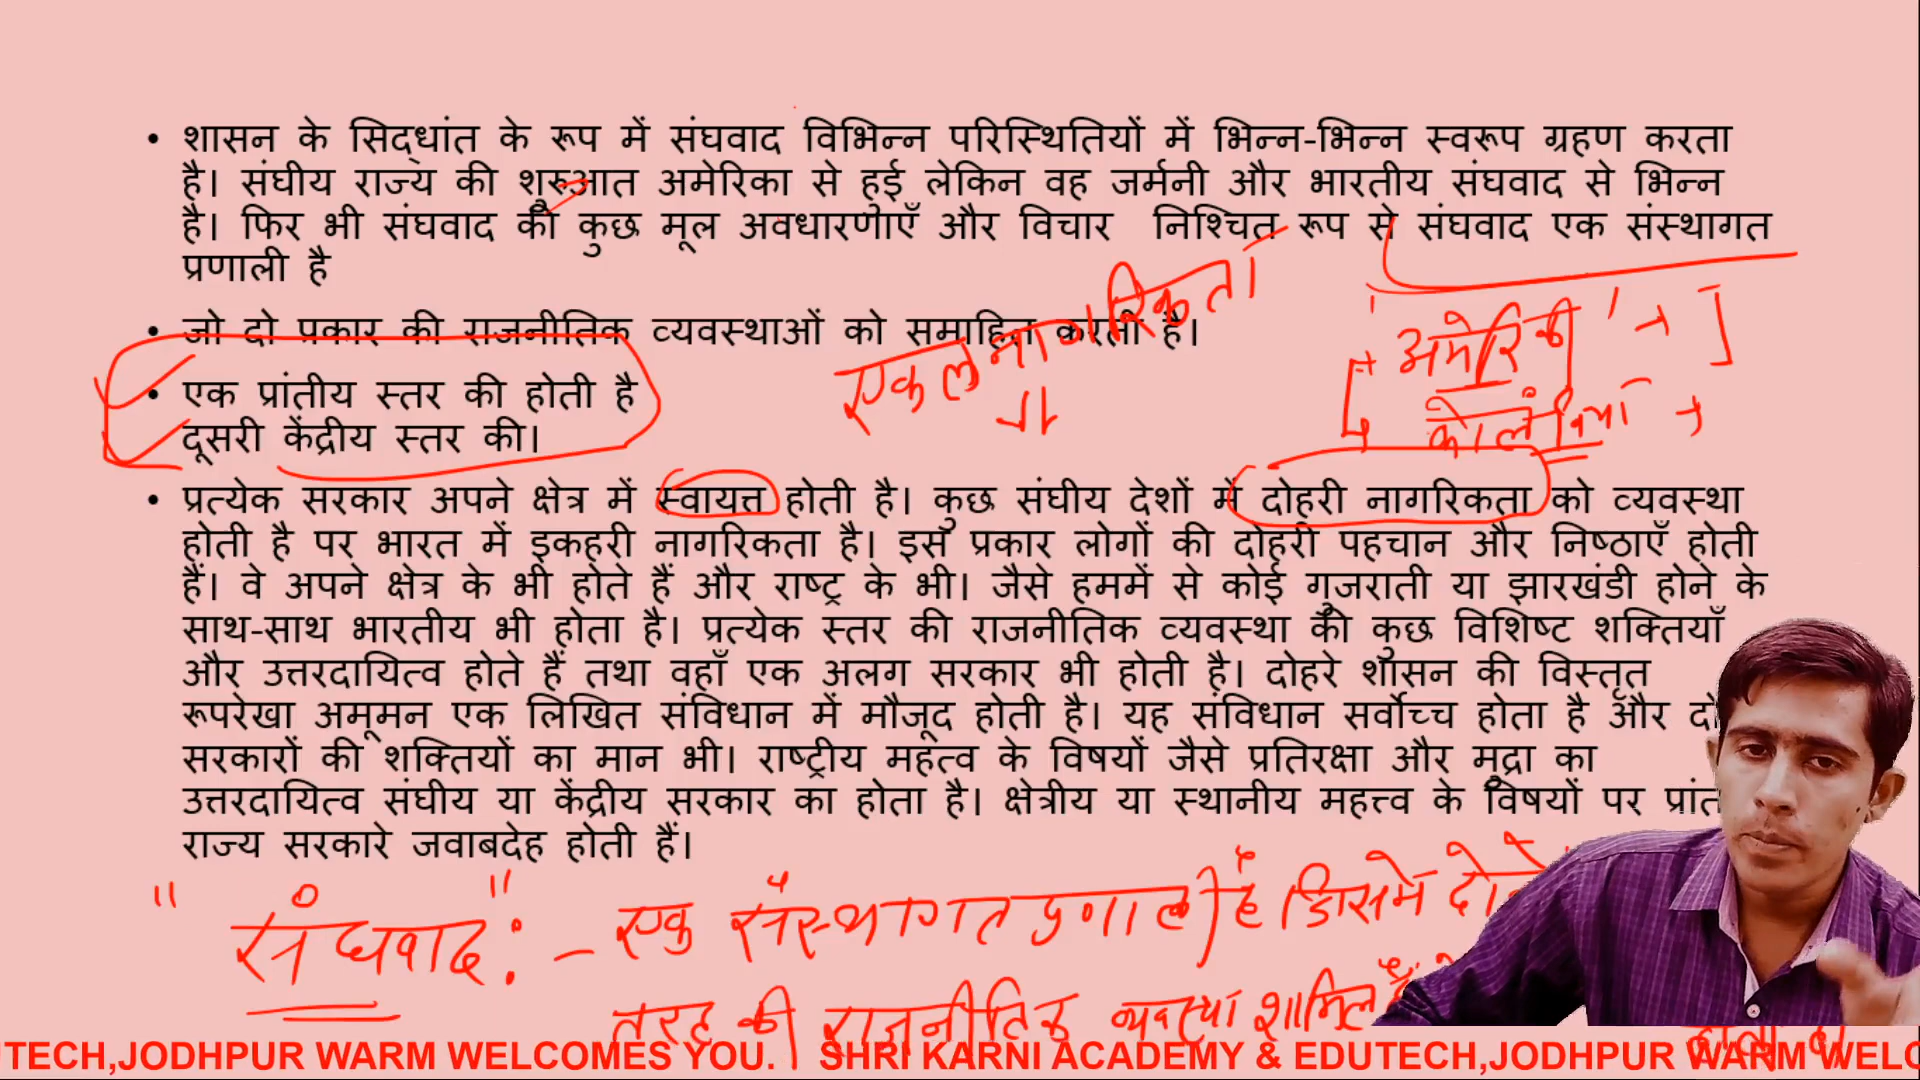 • शासन के सिद्धांत के रूप में संघवाद विभिन्न परिस्थितियों में भिन्न-भिन्न स्वरूप ग्रहण करता
है। संघीय राज्य की शुरुआत अमेरिका से हुई लेकिन वह जर्मनी और भारतीय संघवाद से भिन्न
है। फिर भी संघवाद की कुछ मूल अवधारणाएँ और विचार निश्चित रूप से संघवाद एक संस्थागत
प्रणाली है
• जो दो प्रकार की राजनीतिक व्यवस्थाओं को समाहित करती है।
एकल नागरिकता
अमेरिकी
• एक प्रांतीय स्तर की होती है
दूसरी केंद्रीय स्तर की।
• प्रत्येक सरकार अपने क्षेत्र में स्वायत्त होती है। कुछ संघीय देशों में दोहरी नागरिकता को व्यवस्था
होती है पर भारत में इकहरी नागरिकता है। इस प्रकार लोगों की दोहरी पहचान और निष्ठाएँ होती
हैं। वे अपने क्षेत्र के भी होते हैं और राष्ट्र के भी। जैसे हममें से कोई गुजराती या झारखंडी होने के
साथ-साथ भारतीय भी होता है। प्रत्येक स्तर की राजनीतिक व्यवस्था की कुछ विशिष्ट शक्तियाँ
और उत्तरदायित्व होते हैं तथा वहाँ एक अलग सरकार भी होती है। दोहरे शासन की विस्तृत
रूपरेखा अमूमन एक लिखित संविधान में मौजूद होती है। यह संविधान सर्वोच्च होता है और
सरकारों की शक्तियों का मान भी। राष्ट्रीय महत्व के विषयों जैसे प्रतिरक्षा और मुद्रा का
उत्तरदायित्व संघीय या केंद्रीय सरकार का होता है। क्षेत्रीय या स्थानीय महत्त्व के विषयों पर
राज्य सरकारे जवाबदेह होती हैं।
"संघवाद" :- एक संस्थागत प्रणाली है जिसमें
तरह की राजनीतिक व्यवस्था शामिल
UTECH,JODHPUR WARM WELCOMES YOU. SHRI KARNI ACADEMY & EDUTECH,JODHPUR WARM WELC